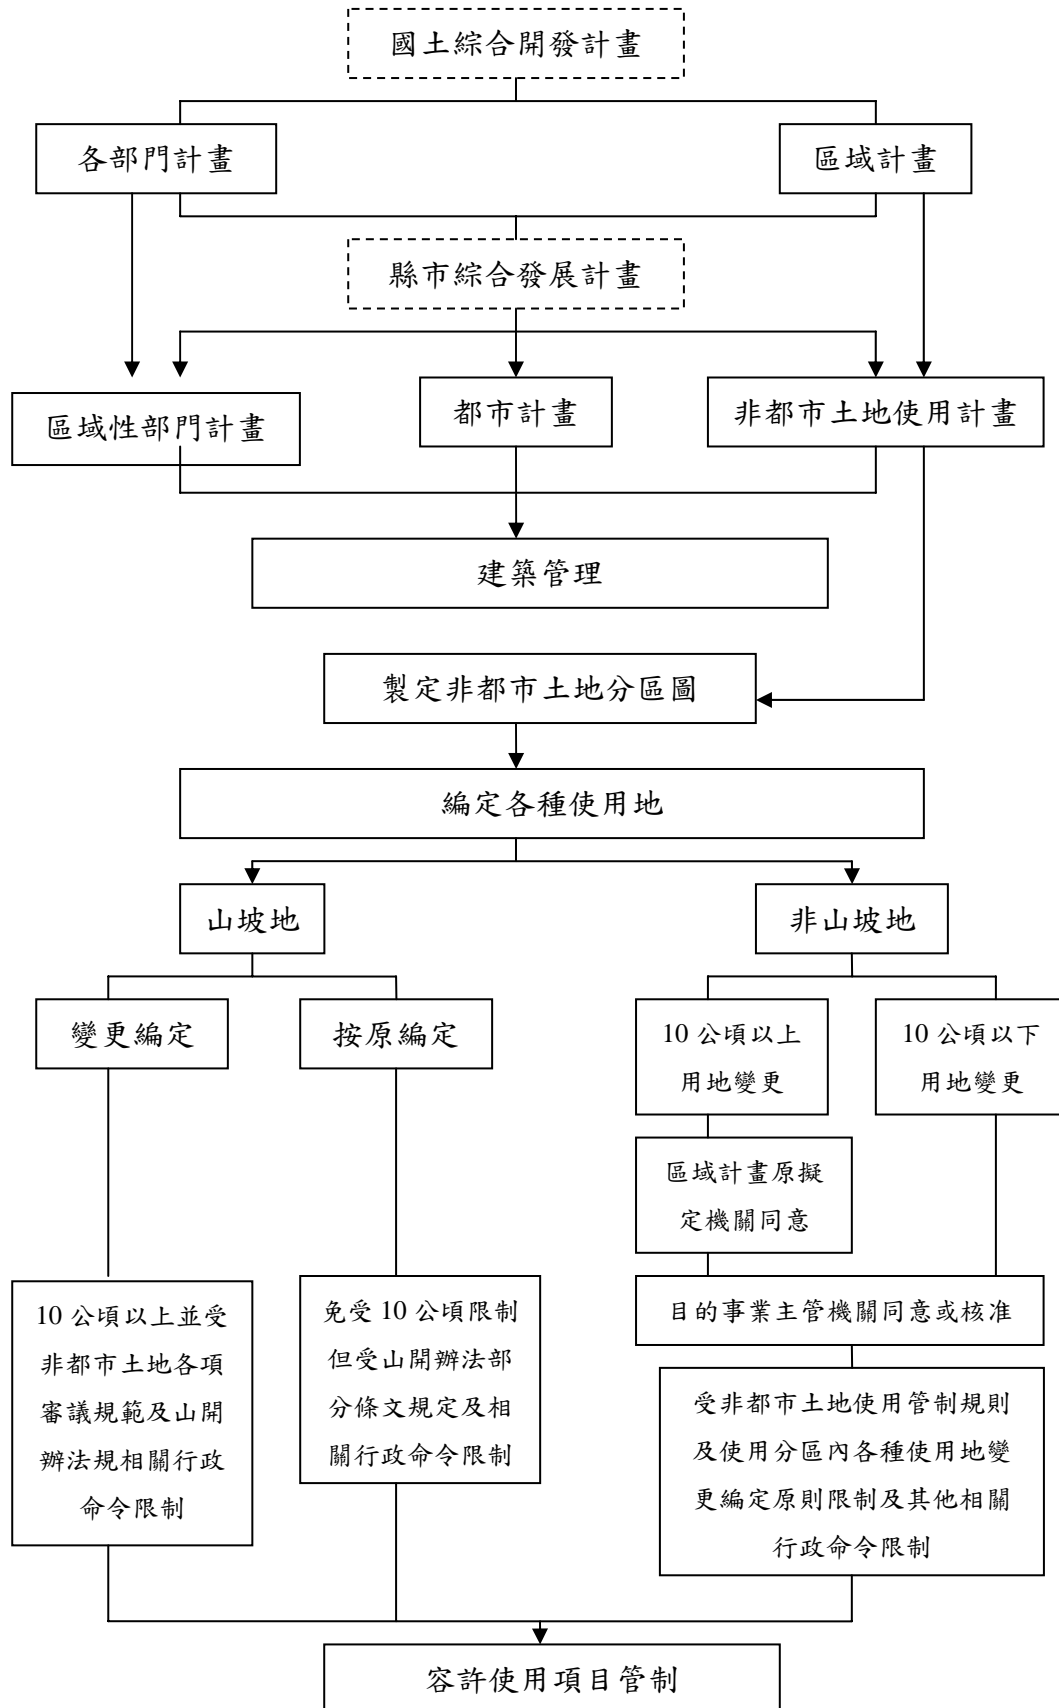 國土綜合開發計畫
各部門計畫
區域計畫
縣市綜合發展計畫
區域性部門計畫
都市計畫
非都市土地使用計畫
建築管理
製定非都市土地分區圖
編定各種使用地
山坡地
非山坡地
變更編定
按原編定
10 公頃以上
用地變更
10 公頃以下
用地變更
區域計畫原擬
定機關同意
10 公頃以上並受
非都市土地各項
審議規範及山開
辦法規相關行政
命令限制
免受 10 公頃限制
但受山開辦法部
分條文規定及相
關行政命令限制
目的事業主管機關同意或核准
受非都市土地使用管制規則
及使用分區內各種使用地變
更編定原則限制及其他相關
行政命令限制
容許使用項目管制